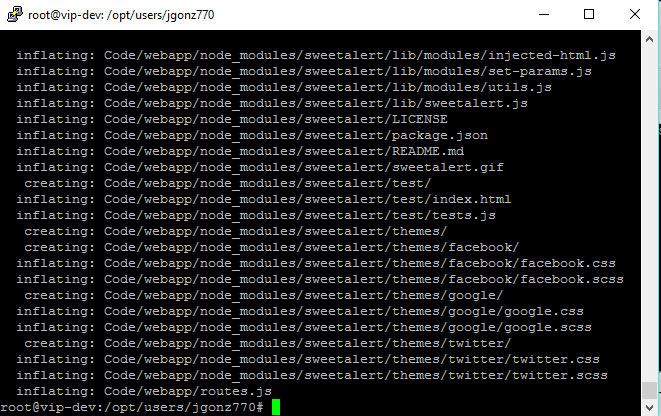 root@vip-dev: /opt/users/jgonz770
inflating: Code/webapp/node_modules/sweetalert/lib/modules/injected-html.js
inflating: Code/webapp/node_modules/sweetalert/lib/modules/set-params.js
inflating: Code/webapp/node_modules/sweetalert/lib/modules/utils.js
inflating: Code/webapp/node_modules/sweetalert/lib/sweetalert.js
inflating: Code/webapp/node_modules/sweetalert/LICENSE
inflating: Code/webapp/node_modules/sweetalert/package.json
inflating: Code/webapp/node_modules/sweetalert/README.md
inflating: Code/webapp/node_modules/sweetalert/sweetalert.gif
creating: Code/webapp/node_modules/sweetalert/test/
inflating: Code/webapp/node_modules/sweetalert/test/index.html
inflating: Code/webapp/node_modules/sweetalert/test/tests.js
creating: Code/webapp/node_modules/sweetalert/themes/
creating: Code/webapp/node_modules/sweetalert/themes/facebook/
inflating: Code/webapp/node_modules/sweetalert/themes/facebook/facebook.css
inflating: Code/webapp/node_modules/sweetalert/themes/facebook/facebook.scss
creating: Code/webapp/node_modules/sweetalert/themes/google/
inflating: Code/webapp/node_modules/sweetalert/themes/google/google.css
inflating: Code/webapp/node_modules/sweetalert/themes/google/google.scss
creating: Code/webapp/node_modules/sweetalert/themes/twitter/
inflating: Code/webapp/node_modules/sweetalert/themes/twitter/twitter.css
inflating: Code/webapp/node_modules/sweetalert/themes/twitter/twitter.scss
inflating: Code/webapp/routes.js
root@vip-dev:/opt/users/jgonz770#